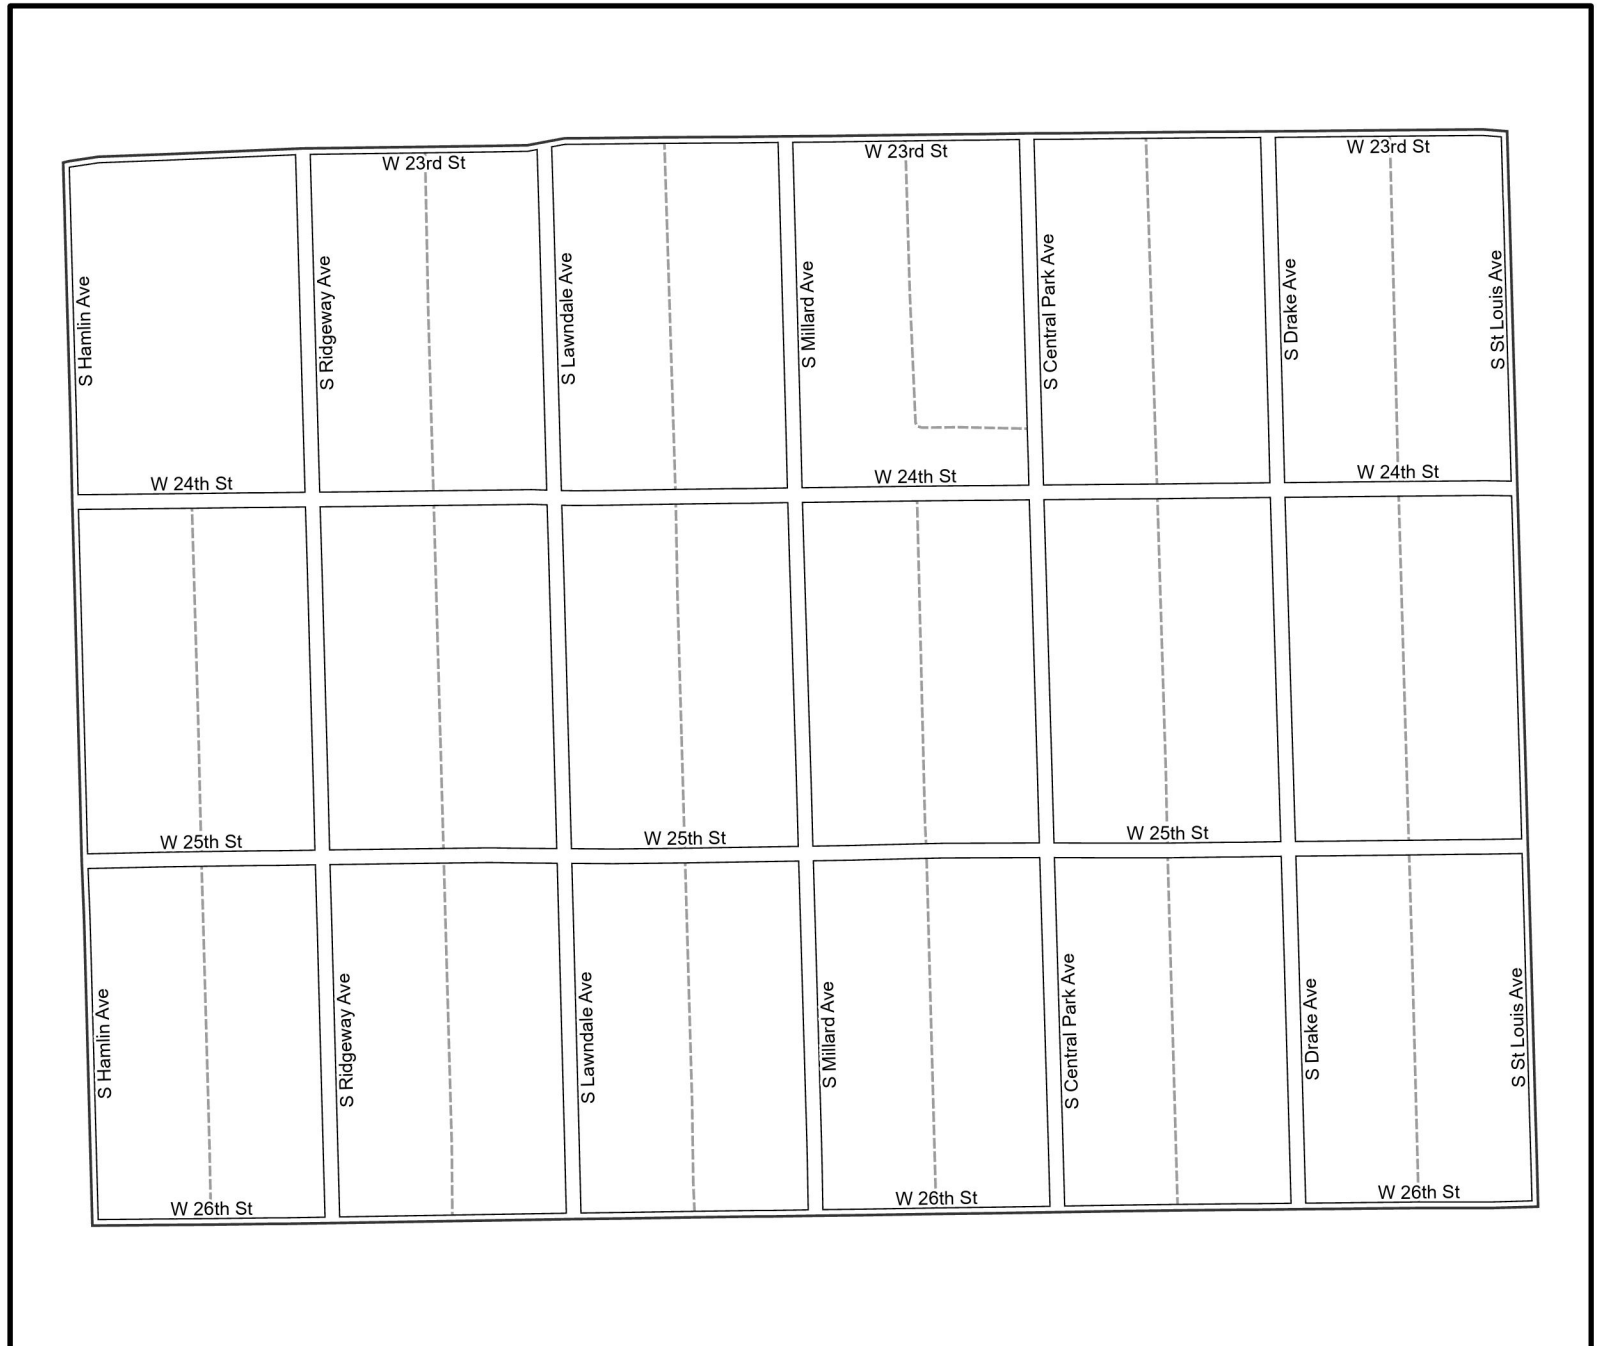 W 23rd St
W 23rd St
W 23rd St
S Hamlin Ave
S Ridgeway Ave
S Lawndale Ave
S Millard Ave
S Central Park Ave
S Drake Ave
S St Louis Ave
W 24th St
W 24th St
W 24th St
W 25th St
W 25th St
W 25th St
S Hamlin Ave
S Ridgeway Ave
S Lawndale Ave
S Millard Ave
S Central Park Ave
S Drake Ave
S St Louis Ave
W 26th St
W 26th St
W 26th St